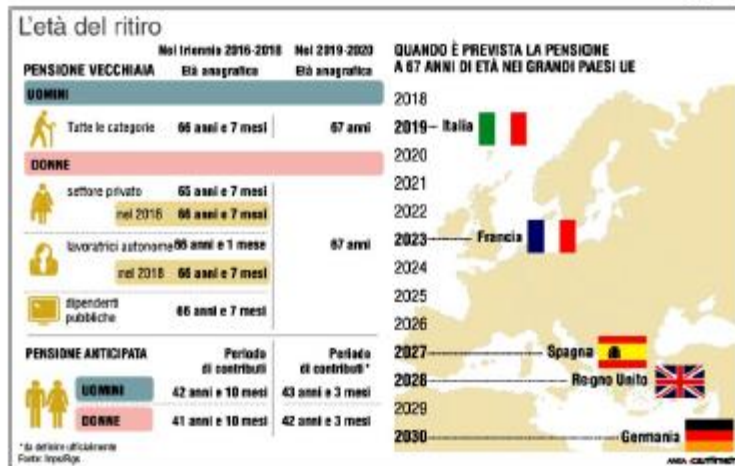 L'età del ritiro
Nel triennio 2016-2018
Nel 2019-2020
PENSIONE VECCHIAIA
Età anagrafica
Età anagrafica
UOMINI
Tutte le categorie
66 anni e 7 mesi
67 anni
DONNE
settore privato
65 anni e 7 mesi
nel 2018
66 anni e 7 mesi
lavoratrici autonome
66 anni e 1 mese
67 anni
nel 2018
66 anni e 7 mesi
dipendenti
pubbliche
66 anni e 7 mesi
PENSIONE ANTICIPATA
Periodo
di contributi
Periodo
di contributi*
UOMINI
42 anni e 10 mesi
43 anni e 3 mesi
DONNE
41 anni e 10 mesi
42 anni e 3 mesi
*da definire ufficialmente
Fonte: Inps/Rgs
QUANDO È PREVISTA LA PENSIONE
A 67 ANNI DI ETÀ NEI GRANDI PAESI UE
2018
2019 Italia
2020
2021
2022
2023 Francia
2024
2025
2026
2027 Spagna
2028 Regno Unito
2029
2030 Germania
ANSA centimetri